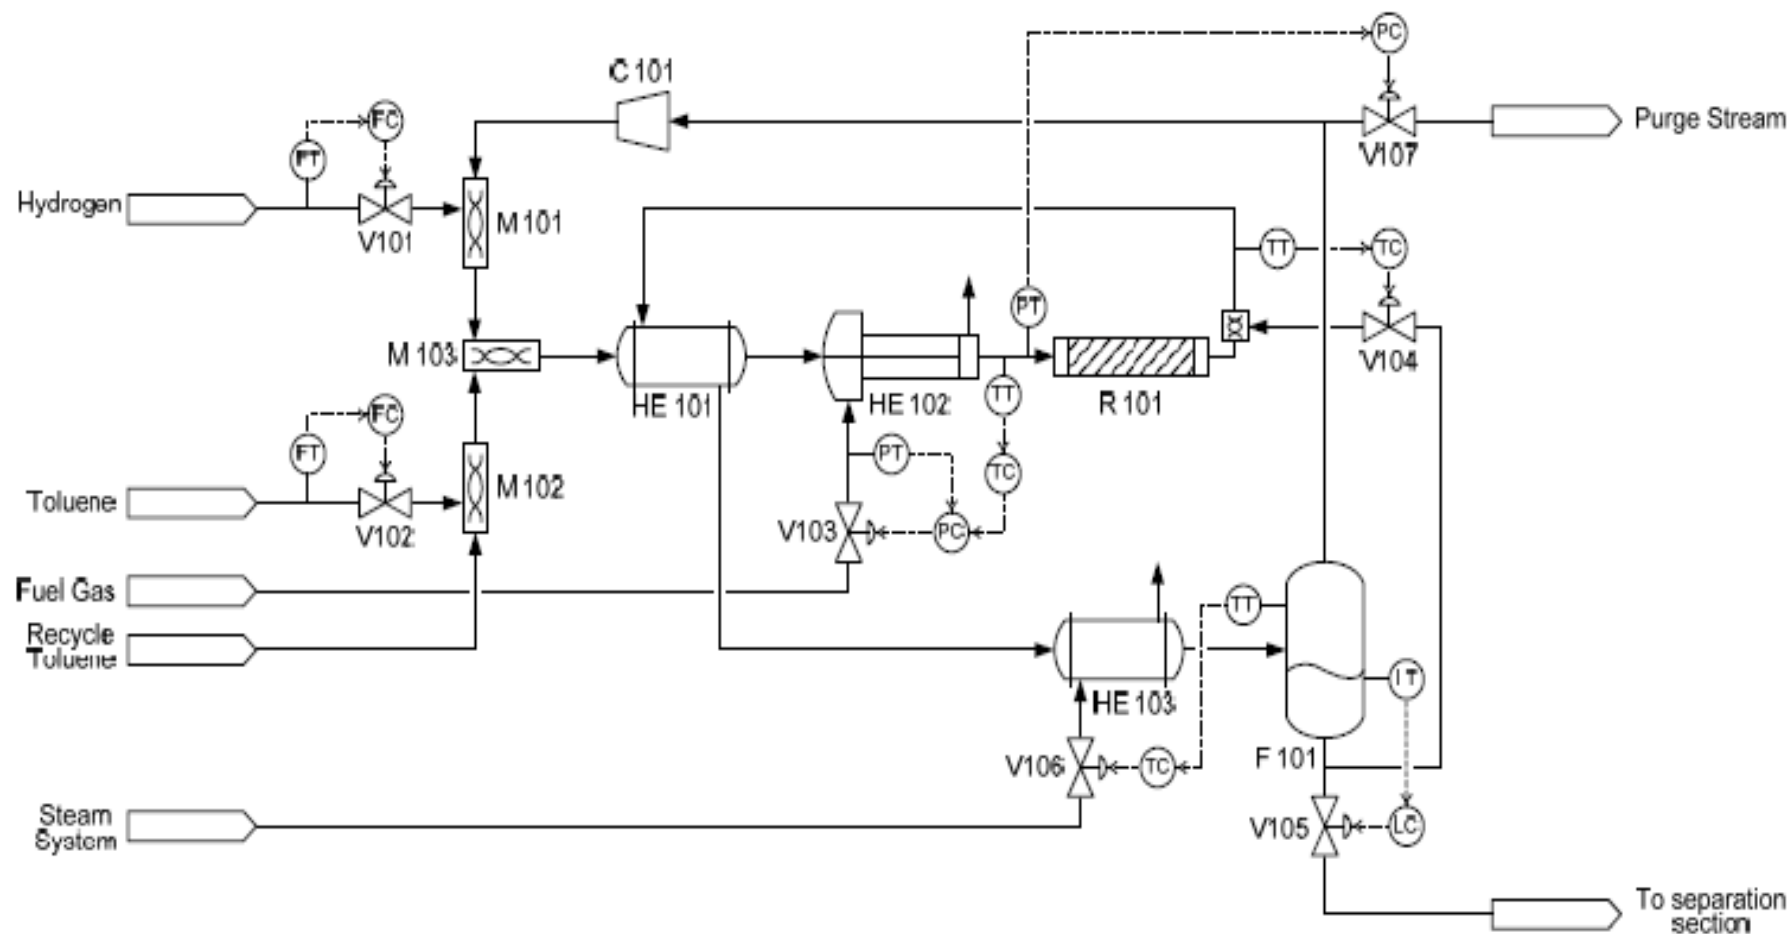 C 101
PC
Purge Stream
V107
FC
Hydrogen
V101
M 101
TT
TC
PT
V104
M 103
HE 101
HE 102
R 101
TT
FC
FT
PT
TC
Toluene
V102
M 102
V103
PC
Fuel Gas
Recycle
Toluene
TT
HE 103
F 101
V106
TC
Steam
System
V105
LC
To separation
section